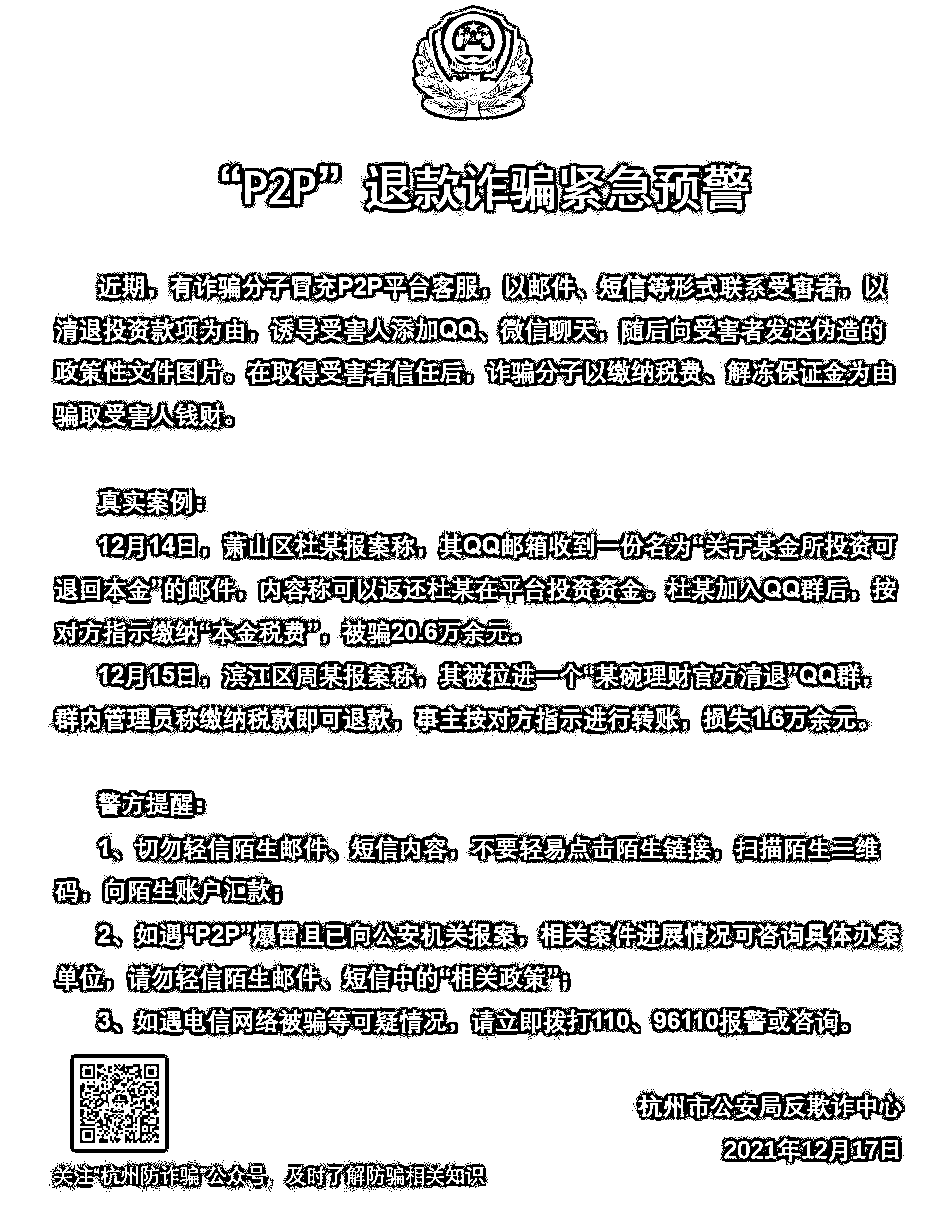 “P2P”退款诈骗紧急预警
近期，有诈骗分子冒充P2P平台客服，以邮件、短信等形式联系受害者，以
清退投资款项为由，诱导受害人添加QQ、微信聊天，随后向受害者发送伪造的
政策性文件图片。在取得受害者信任后，诈骗分子以缴纳税费、解冻保证金为由
骗取受害人钱财。
真实案例：
12月14日，萧山区杜某报案称，其QQ邮箱收到一份名为“关于某金所投资可
退回本金”的邮件，内容称可以返还杜某在平台投资资金。杜某加入QQ群后，按
对方指示缴纳“本金税费”，被骗20.6万余元。
12月15日，滨江区周某报案称，其被拉进一个“某碗理财官方清退”QQ群，
群内管理员称缴纳税款即可退款，事主按对方指示进行转账，损失1.6万余元。
警方提醒：
1、切勿轻信陌生邮件、短信内容，不要轻易点击陌生链接，扫描陌生二维
码，向陌生账户汇款；
2、如遇“P2P”爆雷且已向公安机关报案，相关案件进展情况可咨询具体办案
单位，请勿轻信陌生邮件、短信中的“相关政策”；
3、如遇电信网络被骗等可疑情况，请立即拨打110、96110报警或咨询。
杭州市公安局反欺诈中心
2021年12月17日
关注“杭州防诈骗”公众号，及时了解防骗相关知识